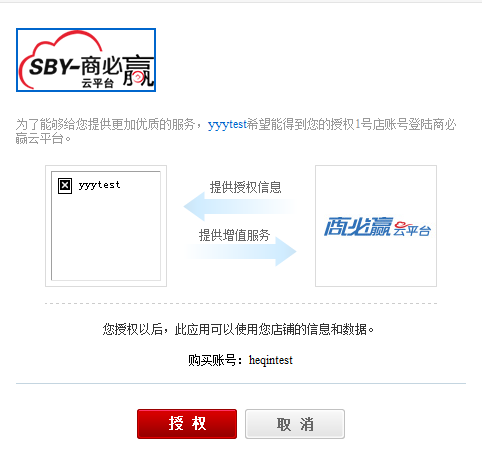 SBY-商必赢
云平台
为了能够给您提供更加优质的服务，yyytest希望能得到您的授权1号店账号登陆商必
赢云平台。
yyytest
提供授权信息
提供增值服务
商必赢云平台
您授权以后，此应用可以使用您店铺的信息和数据。
购买账号：heqintest
授 权
取 消